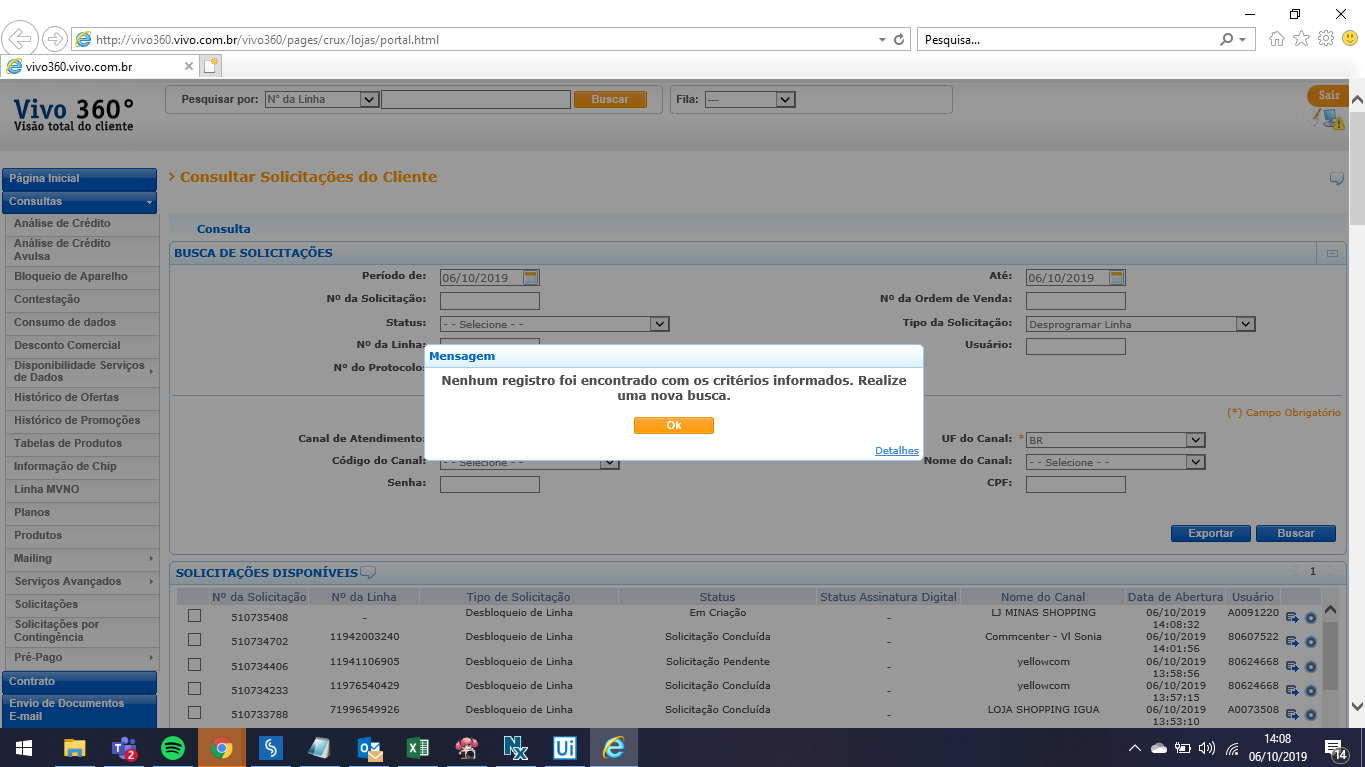 http://vivo360.vivo.com.br/vivo360/pages/crux/lojas/portal.html
Pesquisa...
vivo360.vivo.com.br
Vivo 360°
Visão total do cliente
Pesquisar por: N° da Linha Buscar
Fila: ---
Sair
Página Inicial
Consultas
Análise de Crédito
Análise de Crédito
Avulsa
Bloqueio de Aparelho
Contestação
Consumo de dados
Desconto Comercial
Disponibilidade Serviços
de Dados
Histórico de Ofertas
Histórico de Promoções
Tabelas de Produtos
Informação de Chip
Linha MVNO
Planos
Produtos
Mailing
Serviços Avançados
Solicitações
Solicitações por
Contingência
Pré-Pago
Contrato
Envio de Documentos
E-mail
Consultar Solicitações do Cliente
Consulta
BUSCA DE SOLICITAÇÕES
Período de: 06/10/2019 Até: 06/10/2019
Nº da Solicitação: Nº da Ordem de Venda:
Status: - - Selecione - - Tipo da Solicitação: Desprogramar Linha
Nº da Linha: Usuário:
Nº do Protocolo:
Mensagem
Nenhum registro foi encontrado com os critérios informados. Realize
uma nova busca.
Ok
Detalhes
(*) Campo Obrigatório
Canal de Atendimento: UF do Canal: * BR
Código do Canal: - - Selecione - - Nome do Canal: - - Selecione - -
Senha: CPF:
Exportar Buscar
SOLICITAÇÕES DISPONÍVEIS 1
Nº da Solicitação Nº da Linha Tipo de Solicitação Status Status Assinatura Digital Nome do Canal Data de Abertura Usuário
510735408 - Desbloqueio de Linha Em Criação - LJ MINAS SHOPPING 06/10/2019 14:08:32 A0091220
510734702 11942003240 Desbloqueio de Linha Solicitação Concluída - Commcenter - Vl Sonia 06/10/2019 14:01:56 80607522
510734406 11941106905 Desbloqueio de Linha Solicitação Pendente - yellowcom 06/10/2019 13:58:56 80624668
510734233 11976540429 Desbloqueio de Linha Solicitação Concluída - yellowcom 06/10/2019 13:57:15 80624668
510733788 71996549926 Desbloqueio de Linha Solicitação Concluída - LOJA SHOPPING IGUA 06/10/2019 13:53:10 A0073508
2
Ui
14:08
06/10/2019
14